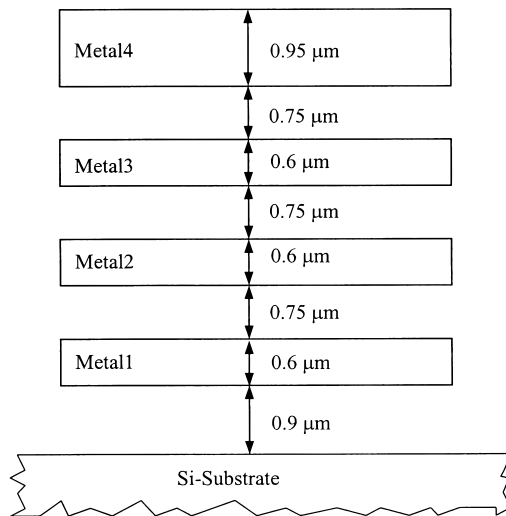 Metal4
0.95 μm
0.75 μm
Metal3
0.6 μm
0.75 μm
Metal2
0.6 μm
0.75 μm
Metal1
0.6 μm
0.9 μm
Si-Substrate